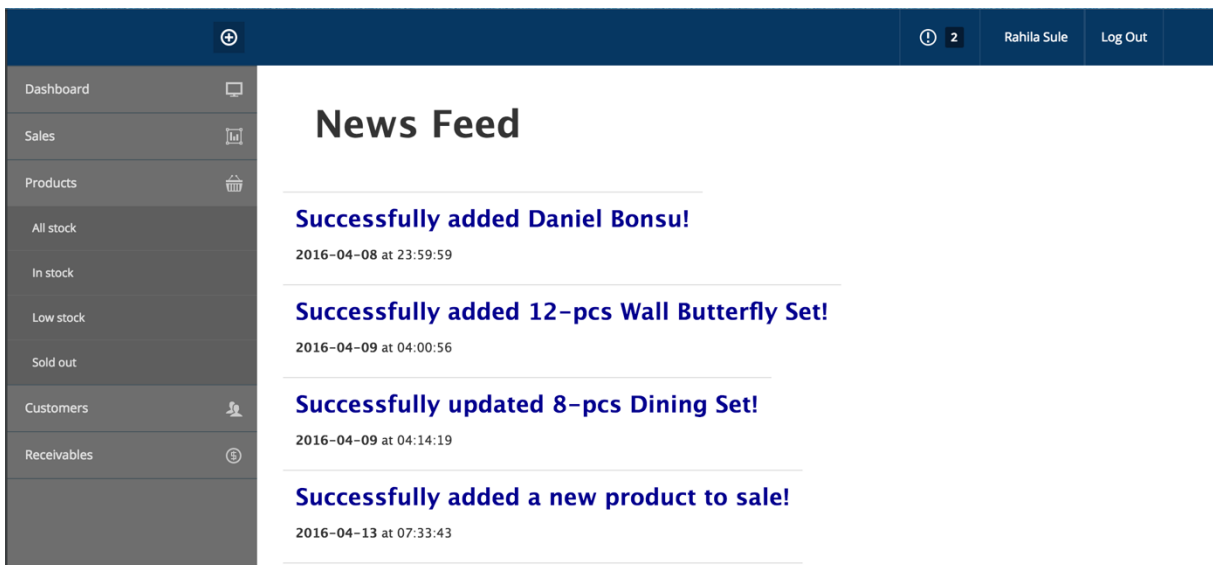 2
Rahila Sule
Log Out
Dashboard
Sales
Products
All stock
In stock
Low stock
Sold out
Customers
Receivables
News Feed
Successfully added Daniel Bonsu!
2016-04-08 at 23:59:59
Successfully added 12-pcs Wall Butterfly Set!
2016-04-09 at 04:00:56
Successfully updated 8-pcs Dining Set!
2016-04-09 at 04:14:19
Successfully added a new product to sale!
2016-04-13 at 07:33:43